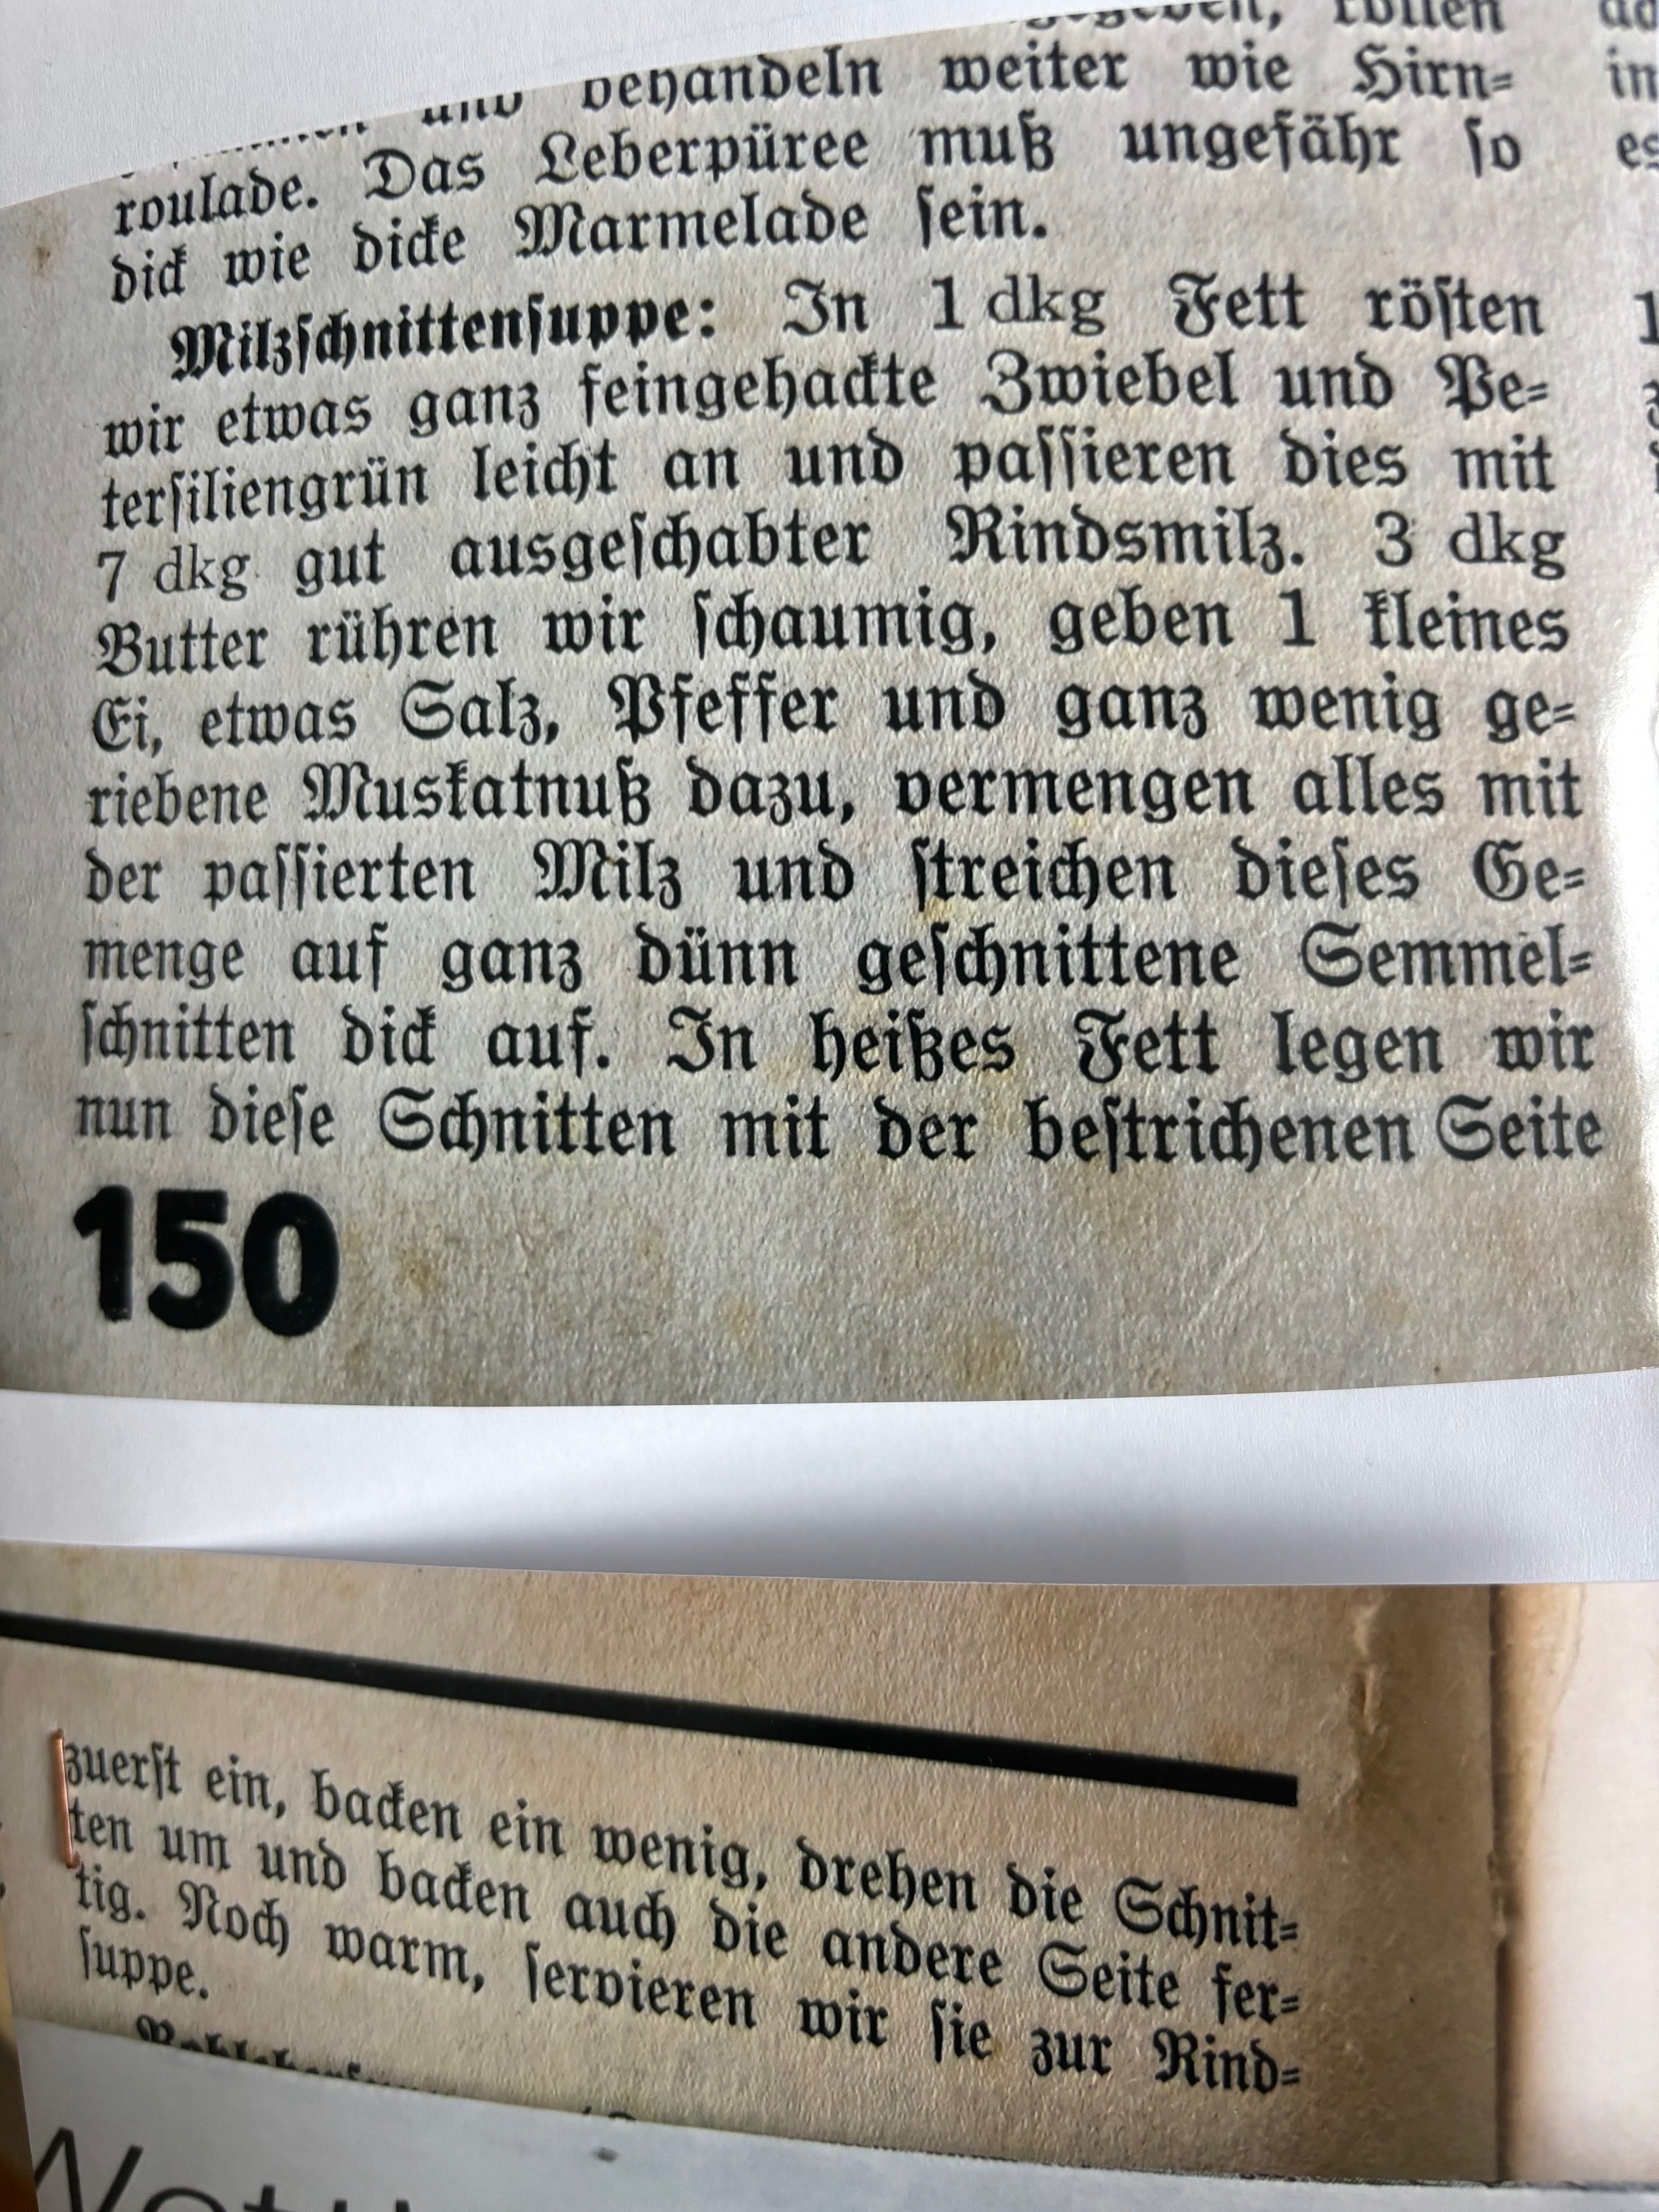 behandeln weiter wie Hirn=
roulade. Das Leberpüree muß ungefähr so
dick wie dicke Marmelade sein.
Milzschnittensuppe: In 1 dkg Fett rösten
wir etwas ganz feingehackte Zwiebel und Pe=
tersiliengrün leicht an und passieren dies mit
7 dkg gut ausgeschabter Rindsmilz. 3 dkg
Butter rühren wir schaumig, geben 1 kleines
Ei, etwas Salz, Pfeffer und ganz wenig ge=
riebene Muskatnuß dazu, vermengen alles mit
der passierten Milz und streichen dieses Ge=
menge auf ganz dünn geschnittene Semmel=
schnitten dick auf. In heißes Fett legen wir
nun diese Schnitten mit der bestrichenen Seite
150
zuerst ein, backen ein wenig, drehen die Schnit=
ten um und backen auch die andere Seite fer=
tig. Noch warm, servieren wir sie zur Rind=
suppe.